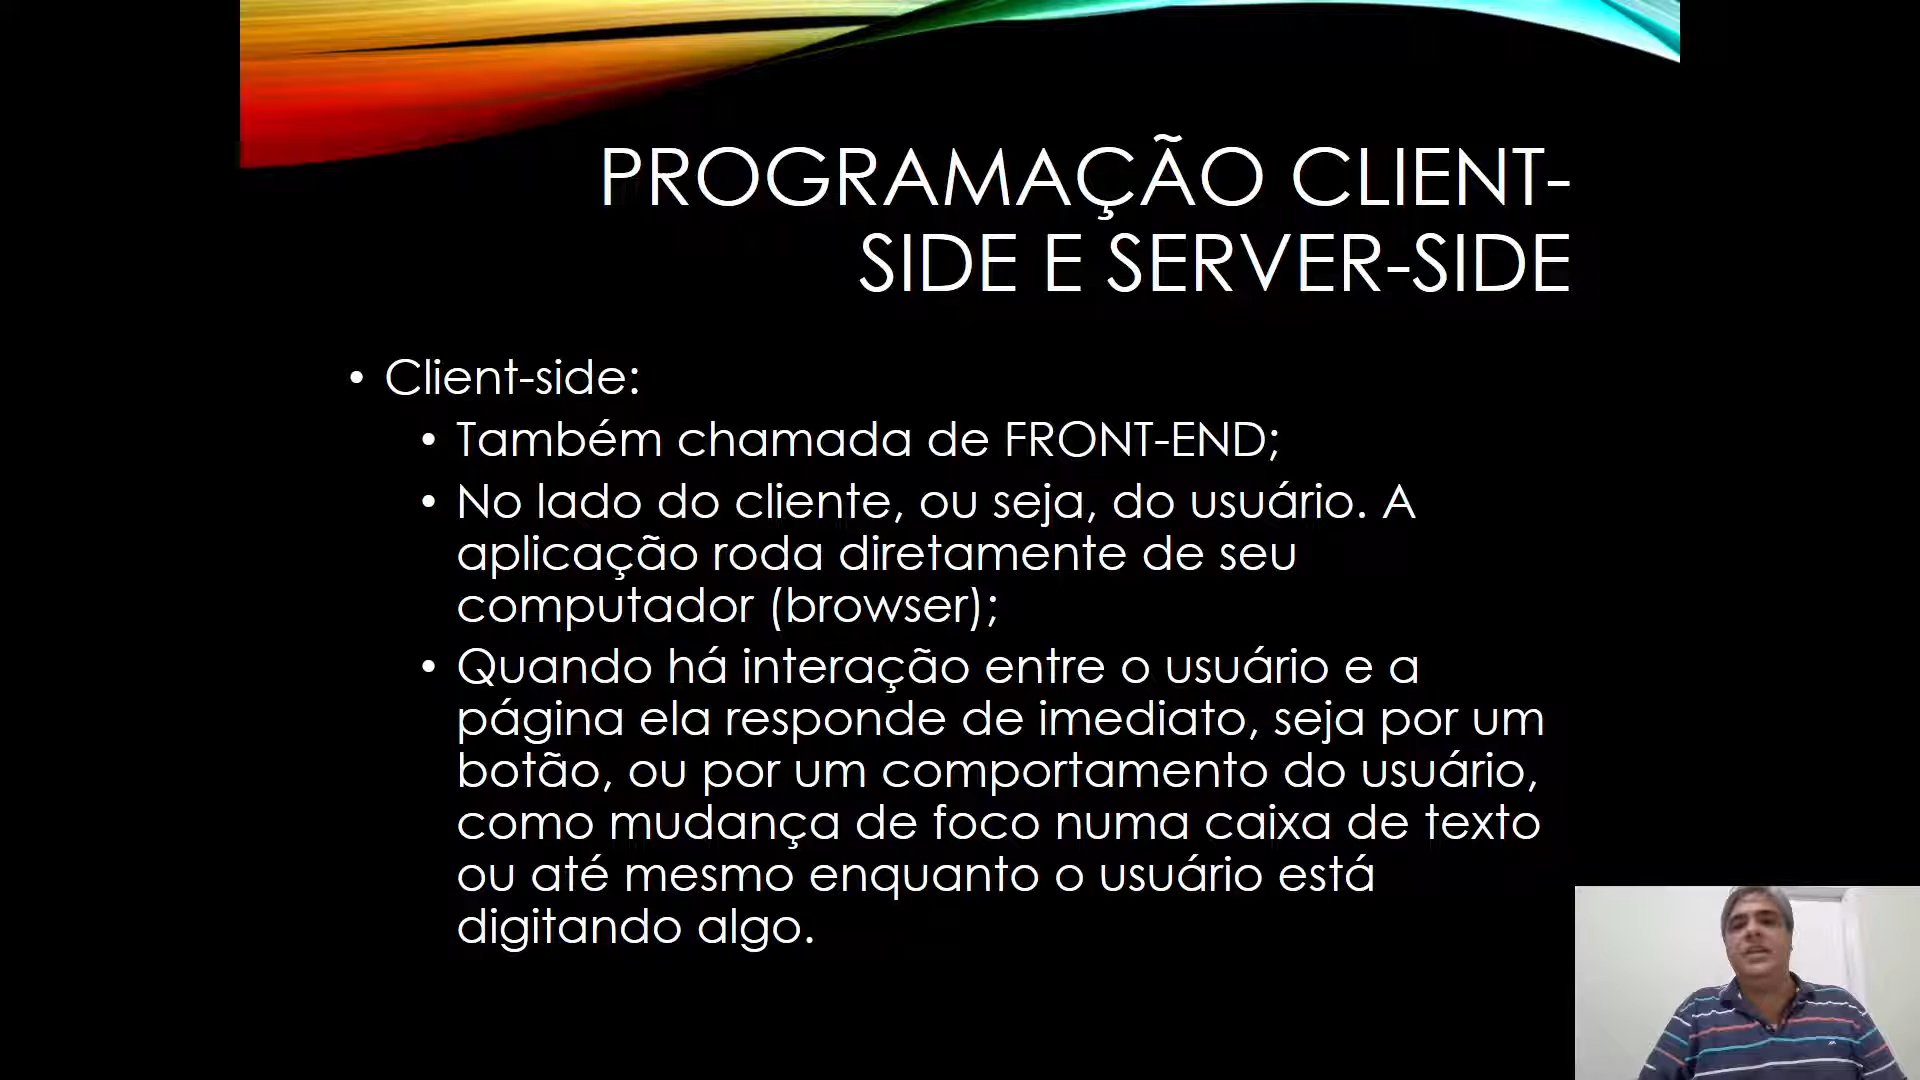 PROGRAMAÇÃO CLIENT-
SIDE E SERVER-SIDE
• Client-side:
• Também chamada de FRONT-END;
• No lado do cliente, ou seja, do usuário. A
aplicação roda diretamente de seu
computador (browser);
• Quando há interação entre o usuário e a
página ela responde de imediato, seja por um
botão, ou por um comportamento do usuário,
como mudança de foco numa caixa de texto
ou até mesmo enquanto o usuário está
digitando algo.